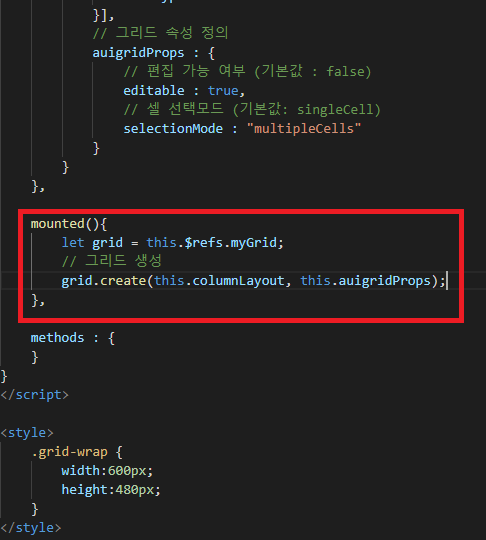 }],
// 그리드 속성 정의
auigridProps : {
// 편집 가능 여부 (기본값 : false)
editable : true,
// 셀 선택모드 (기본값: singleCell)
selectionMode : "multipleCells"
}
}
},
mounted(){
let grid = this.$refs.myGrid;
// 그리드 생성
grid.create(this.columnLayout, this.auigridProps);
},
methods : {
}
}
</script>
<style>
.grid-wrap {
width:600px;
height:480px;
}
</style>